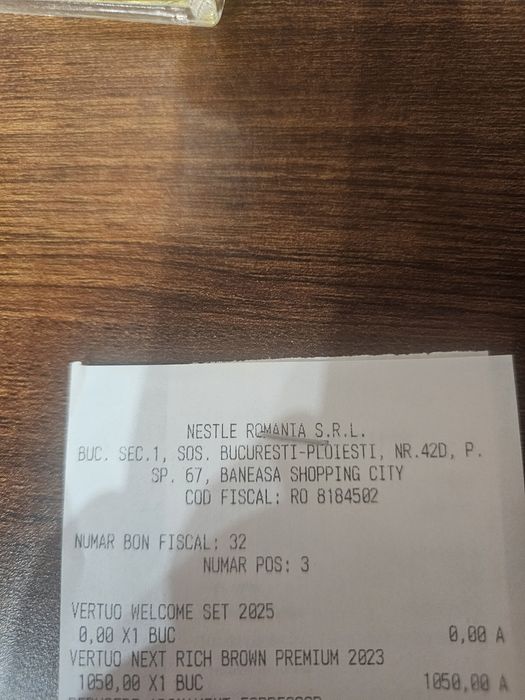 NESTLE ROMANIA S.R.L.
BUC. SEC.1, SOS. BUCURESTI-PLOIESTI, NR.42D, P.
SP. 67, BANEASA SHOPPING CITY
COD FISCAL: RO 8184502
NUMAR BON FISCAL: 32
NUMAR POS: 3
VERTUO WELCOME SET 2025
0,00 X1 BUC 0,00 A
VERTUO NEXT RICH BROWN PREMIUM 2023
1050,00 X1 BUC 1050,00 A